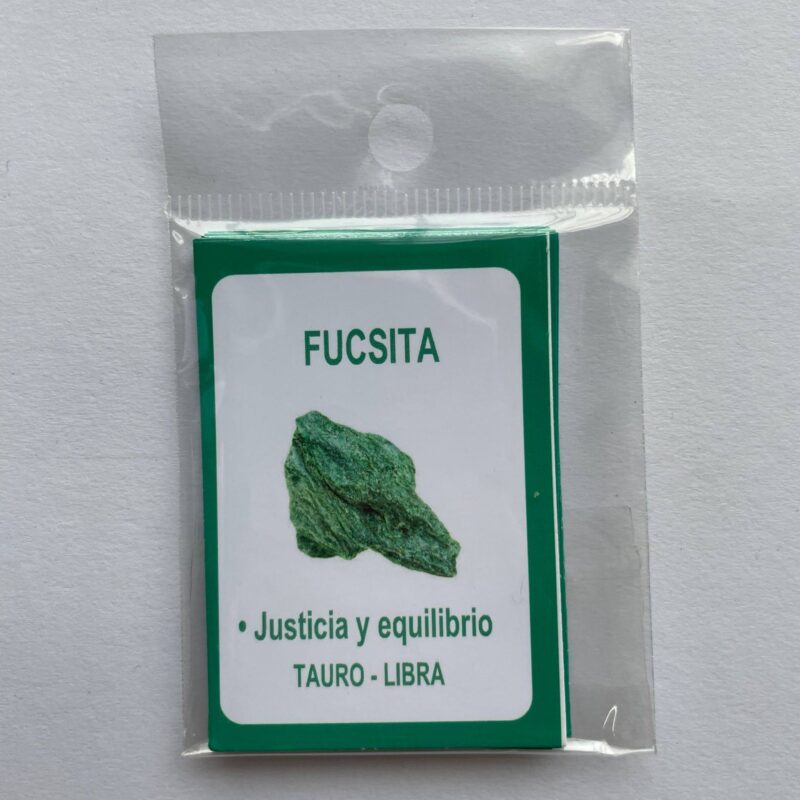 FUCSITA
• Justicia y equilibrio
TAURO - LIBRA